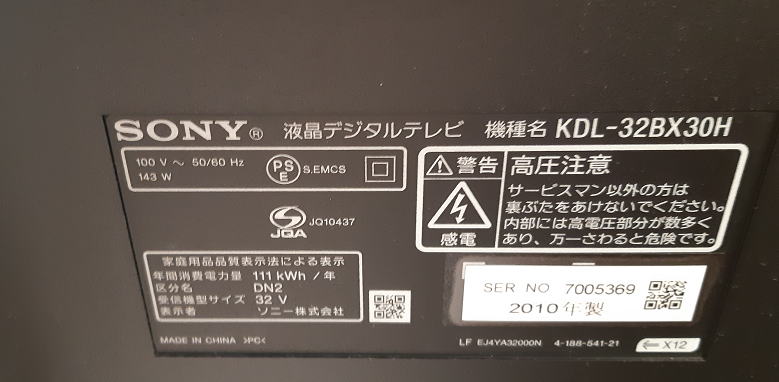 SONY® 液晶デジタルテレビ 機種名 KDL-32BX30H
100 V ～ 50/60 Hz
143 W
PS
E
S.EMCS
JQA
JQ10437
家庭用品品質表示法による表示
年間消費電力量 111 kWh / 年
区分名 DN2
受信機型サイズ 32 V
表示者 ソニー株式会社
MADE IN CHINA >PC<
警告
感電
高圧注意
サービスマン以外の方は
裏ぶたをあけないでください。
内部には高電圧部分が数多く
あり、万一さわると危険です。
SER NO 7005369
2010年製
LF EJ4YA32000N 4-188-541-21 X12